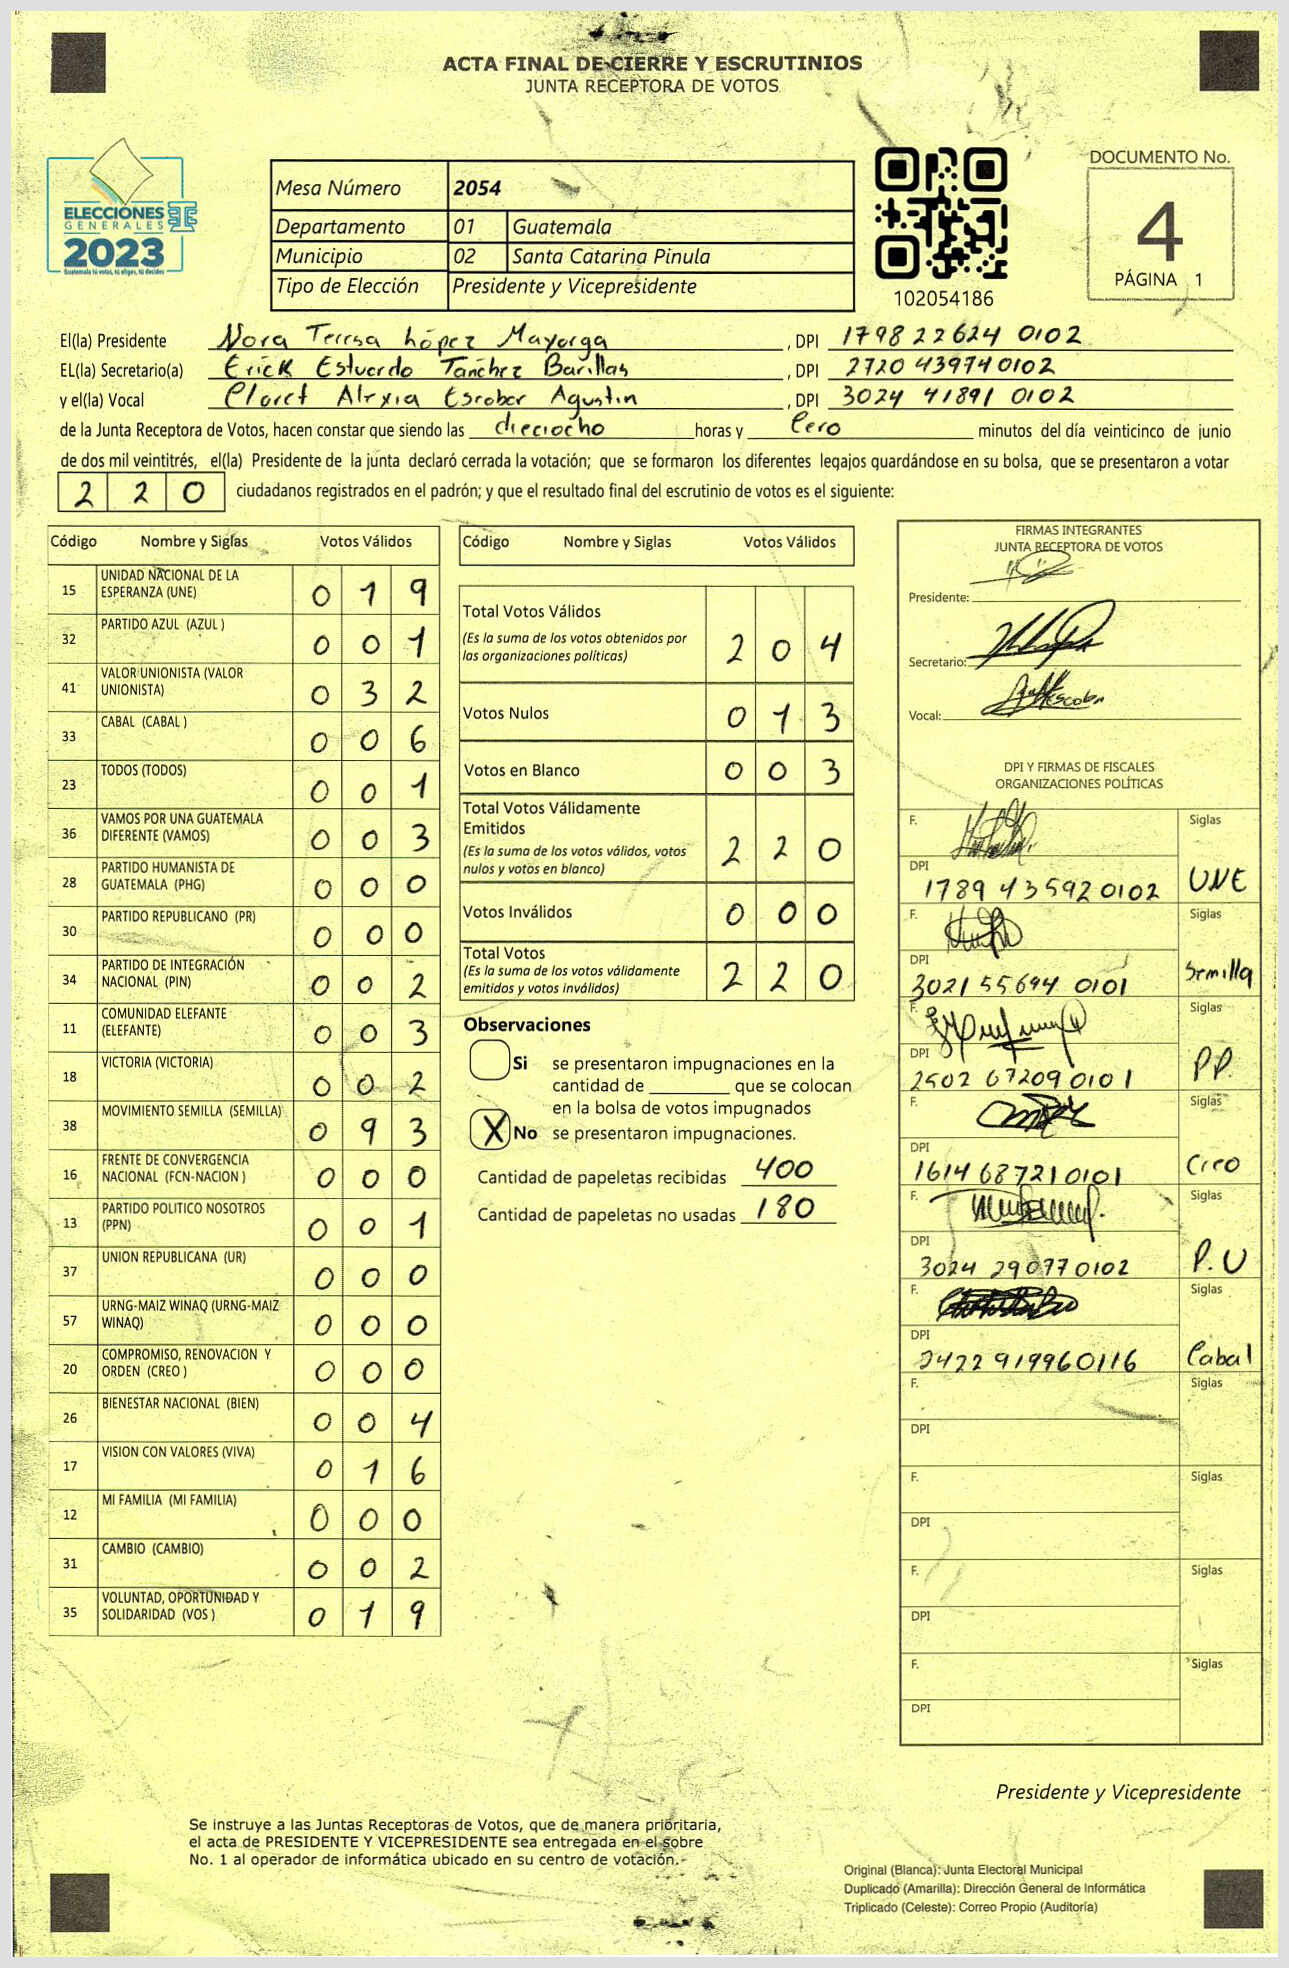 ACTA FINAL DE CIERRE Y ESCRUTINIOS
JUNTA RECEPTORA DE VOTOS
ELECCIONES
GENERALES
2023
Guatemala tú votas, tú eliges, tú decides
Mesa Número 2054
Departamento 01 Guatemala
Municipio 02 Santa Catarina Pinula
Tipo de Elección Presidente y Vicepresidente
102054186
DOCUMENTO No.
4
PÁGINA 1
El(la) Presidente Nora Teresa López Mayorga, DPI 1798 22624 0102
EL(la) Secretario(a) Erick Estuardo Tánchez Barillas, DPI 2720 43974 0102
y el(la) Vocal Cloret Alexia Escobar Agustin, DPI 3024 41891 0102
de la Junta Receptora de Votos, hacen constar que siendo las dieciocho horas y Cero minutos del día veinticinco de junio
de dos mil veintitrés, el(la) Presidente de la junta declaró cerrada la votación; que se formaron los diferentes legajos guardándose en su bolsa, que se presentaron a votar
2 2 0 ciudadanos registrados en el padrón; y que el resultado final del escrutinio de votos es el siguiente:
Código Nombre y Siglas Votos Válidos
15 UNIDAD NACIONAL DE LA ESPERANZA (UNE) 0 1 9
32 PARTIDO AZUL (AZUL ) 0 0 1
41 VALOR UNIONISTA (VALOR UNIONISTA) 0 3 2
33 CABAL (CABAL ) 0 0 6
23 TODOS (TODOS) 0 0 1
36 VAMOS POR UNA GUATEMALA DIFERENTE (VAMOS) 0 0 3
28 PARTIDO HUMANISTA DE GUATEMALA (PHG) 0 0 0
30 PARTIDO REPUBLICANO (PR) 0 0 0
34 PARTIDO DE INTEGRACIÓN NACIONAL (PIN) 0 0 2
11 COMUNIDAD ELEFANTE (ELEFANTE) 0 0 3
18 VICTORIA (VICTORIA) 0 0 2
38 MOVIMIENTO SEMILLA (SEMILLA) 0 9 3
16 FRENTE DE CONVERGENCIA NACIONAL (FCN-NACION ) 0 0 0
13 PARTIDO POLITICO NOSOTROS (PPN) 0 0 1
37 UNION REPUBLICANA (UR) 0 0 0
57 URNG-MAIZ WINAQ (URNG-MAIZ WINAQ) 0 0 0
20 COMPROMISO, RENOVACION Y ORDEN (CREO ) 0 0 0
26 BIENESTAR NACIONAL (BIEN) 0 0 4
17 VISION CON VALORES (VIVA) 0 1 6
12 MI FAMILIA (MI FAMILIA) 0 0 0
31 CAMBIO (CAMBIO) 0 0 2
35 VOLUNTAD, OPORTUNIDAD Y SOLIDARIDAD (VOS ) 0 1 9
Código Nombre y Siglas Votos Válidos
Total Votos Válidos
(Es la suma de los votos obtenidos por
las organizaciones políticas) 2 0 4
Votos Nulos 0 1 3
Votos en Blanco 0 0 3
Total Votos Válidamente
Emitidos
(Es la suma de los votos válidos, votos
nulos y votos en blanco) 2 2 0
Votos Inválidos 0 0 0
Total Votos
(Es la suma de los votos válidamente
emitidos y votos inválidos) 2 2 0
Observaciones
Si se presentaron impugnaciones en la
cantidad de ________ que se colocan
en la bolsa de votos impugnados
X No se presentaron impugnaciones.
Cantidad de papeletas recibidas 400
Cantidad de papeletas no usadas 180
FIRMAS INTEGRANTES
JUNTA RECEPTORA DE VOTOS
Presidente:
Secretario:
Vocal:
DPI Y FIRMAS DE FISCALES
ORGANIZACIONES POLÍTICAS
F. Siglas
DPI 1789 43592 0102 UNE
F. Siglas
DPI 3021 55694 0101 Semilla
F. Siglas
DPI 2502 67209 0101 P.P.
F. Siglas
DPI 1614 68721 0101 Creo
F. Siglas
DPI 3024 29077 0102 P.U
F. Siglas
DPI 2422 91996 0116 Cabal
F. Siglas
DPI
F. Siglas
DPI
F. Siglas
DPI
F. Siglas
DPI
Presidente y Vicepresidente
Se instruye a las Juntas Receptoras de Votos, que de manera prioritaria,
el acta de PRESIDENTE Y VICEPRESIDENTE sea entregada en el sobre
No. 1 al operador de informática ubicado en su centro de votación.
Original (Blanca): Junta Electoral Municipal
Duplicado (Amarilla): Dirección General de Informática
Triplicado (Celeste): Correo Propio (Auditoría)